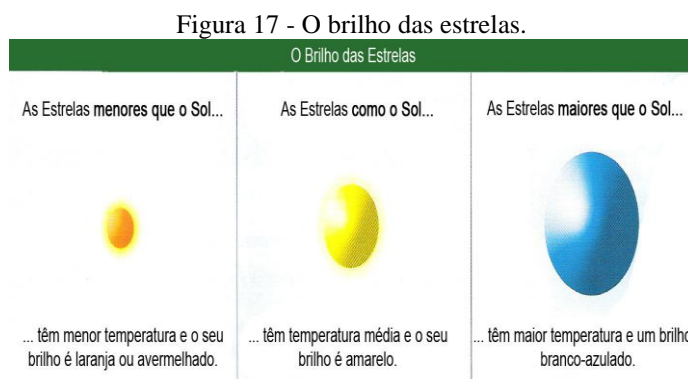 Figura 17 - O brilho das estrelas.
O Brilho das Estrelas
As Estrelas menores que o Sol...
... têm menor temperatura e o seu
brilho é laranja ou avermelhado.
As Estrelas como o Sol...
... têm temperatura média e o seu
brilho é amarelo.
As Estrelas maiores que o Sol...
... têm maior temperatura e um brilho
branco-azulado.